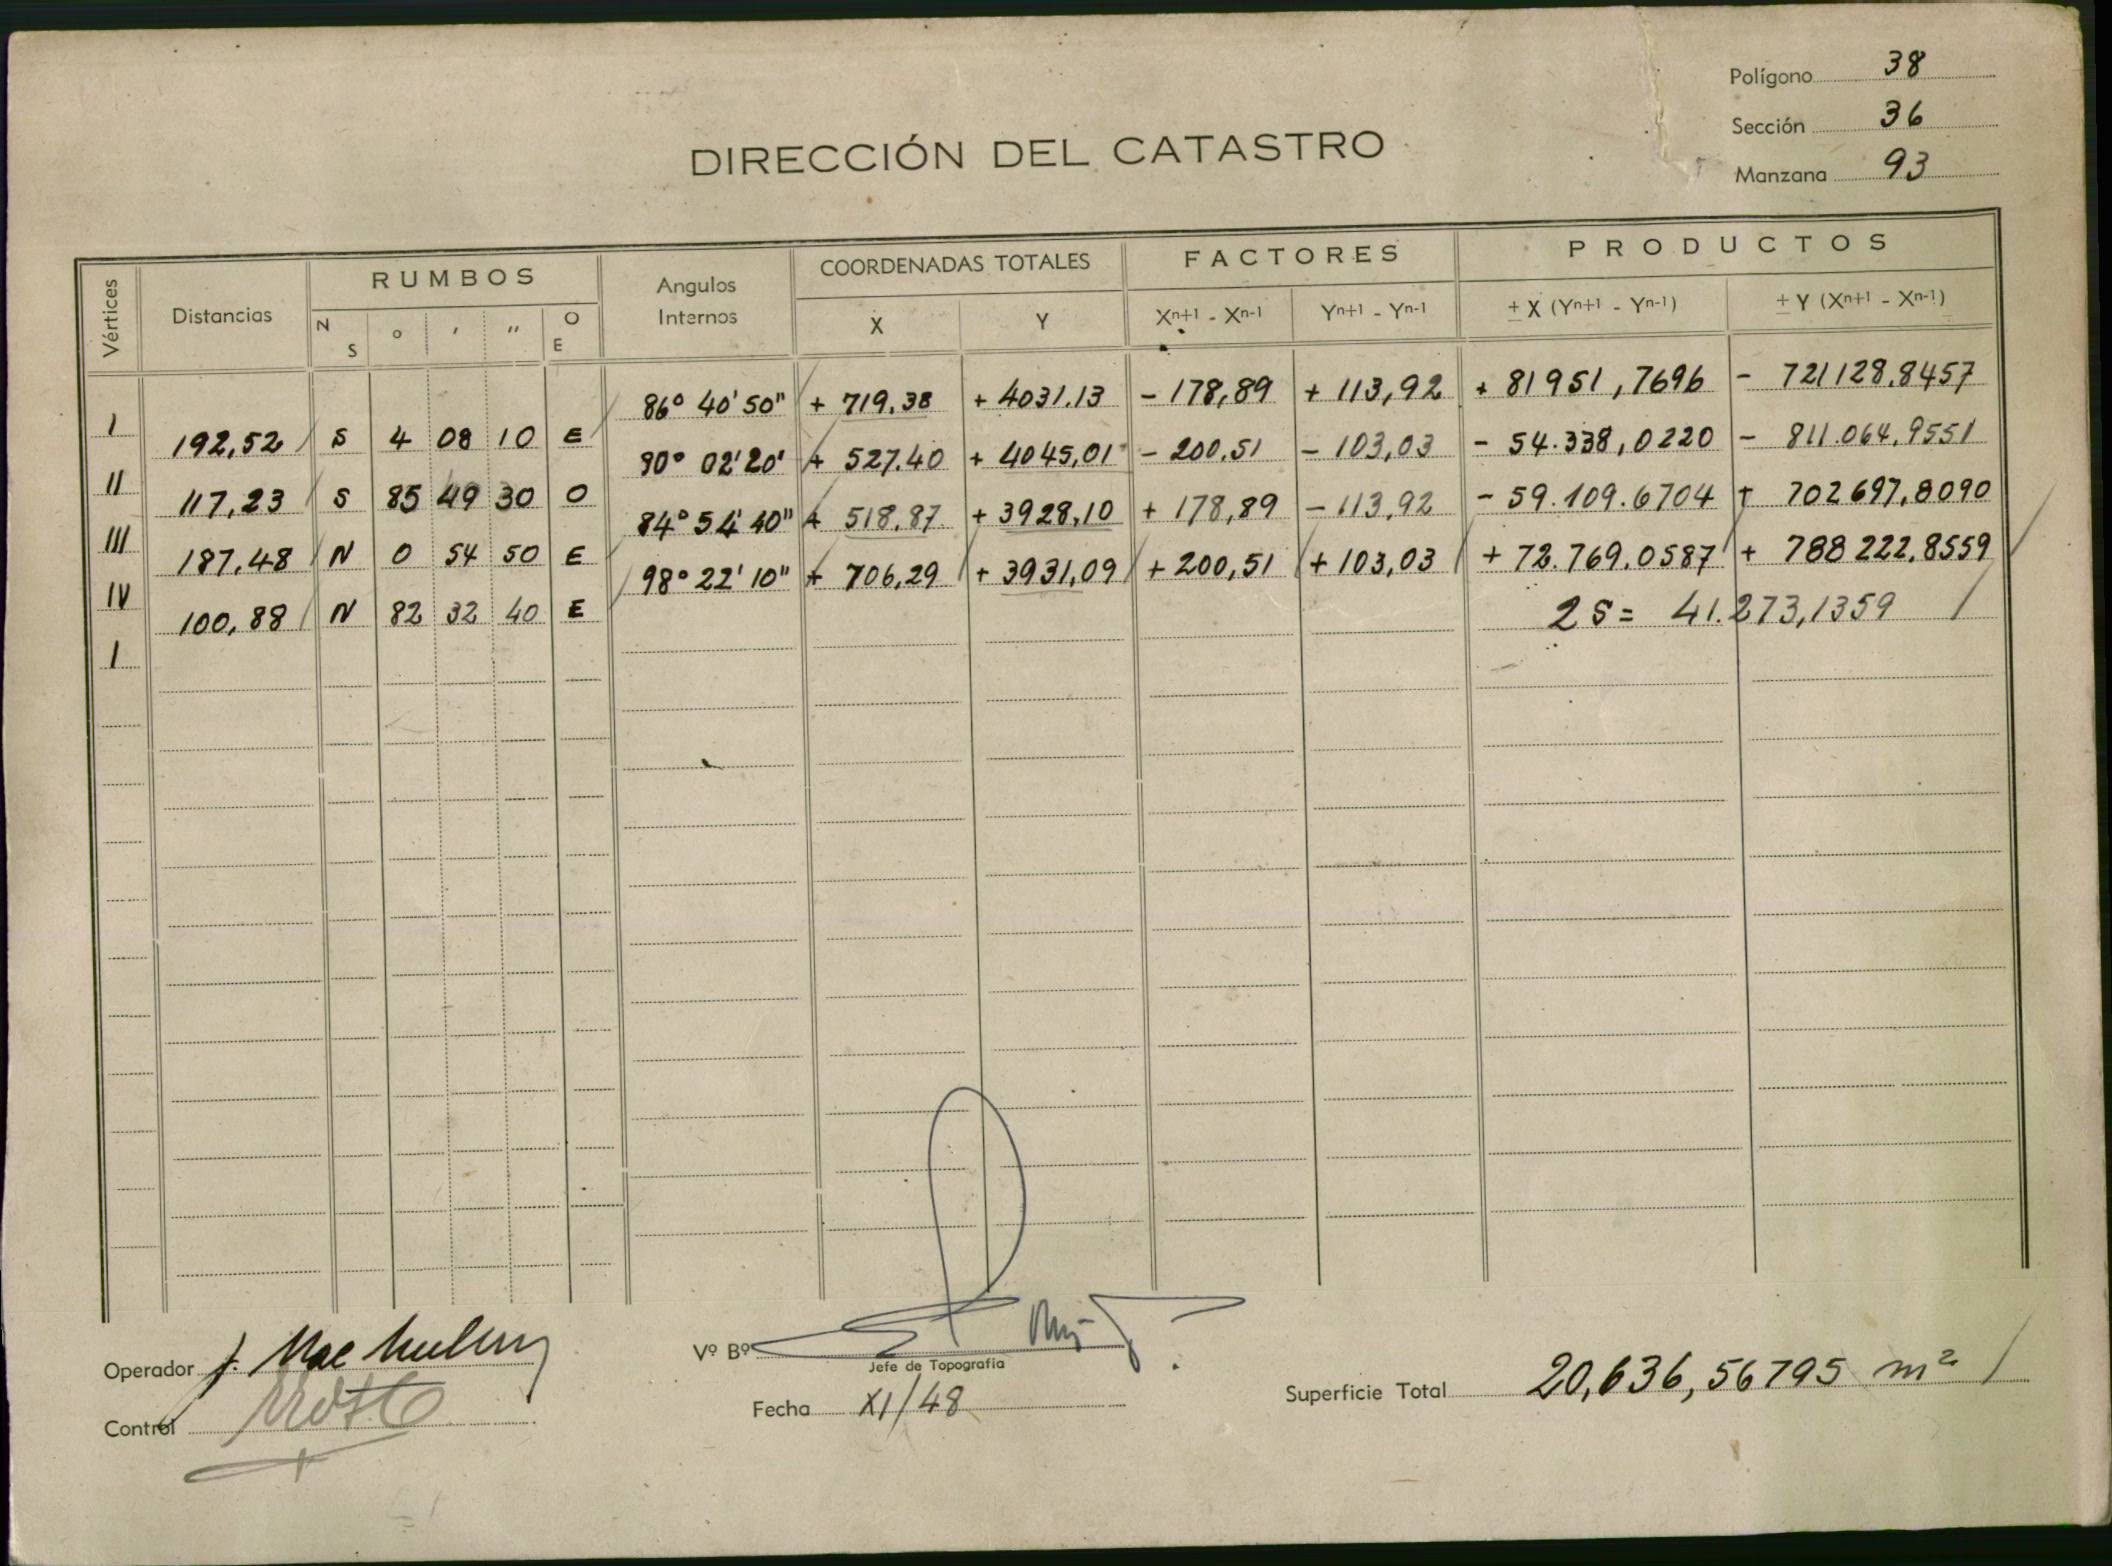 Polígono 38
Sección 36
Manzana 93
DIRECCIÓN DEL CATASTRO
Vértices Distancias RUMBOS Angulos Internos COORDENADAS TOTALES FACTORES PRODUCTOS
N S ° ' " O E X Y Xn+1 - Xn-1 Yn+1 - Yn-1 ± X (Yn+1 - Yn-1) ± Y (Xn+1 - Xn-1)
86° 40' 50" + 719,38 + 4031.13 - 178,89 + 113,92 + 81951,7696 - 721128,8457
I
192,52 S 4 08 10 E
90° 02' 20' + 527.40 + 4045,01 - 200,51 - 103,03 - 54.338,0220 - 811.064,9551
II
117,23 S 85 49 30 O
84° 54' 40" + 518,87 + 3928,10 + 178,89 - 113,92 - 59.109.6704 + 702697,8090
III
187,48 N 0 54 50 E
98° 22' 10" + 706,29 + 3931,09 + 200,51 + 103,03 + 72.769,0587 + 788222,8559
IV
100,88 N 82 32 40 E
2S = 41.273,1359
I
Operador J. Mac
Vº Bº
Jefe de Topografía
Control
Fecha XI/48
Superficie Total 20,636,56795 m²